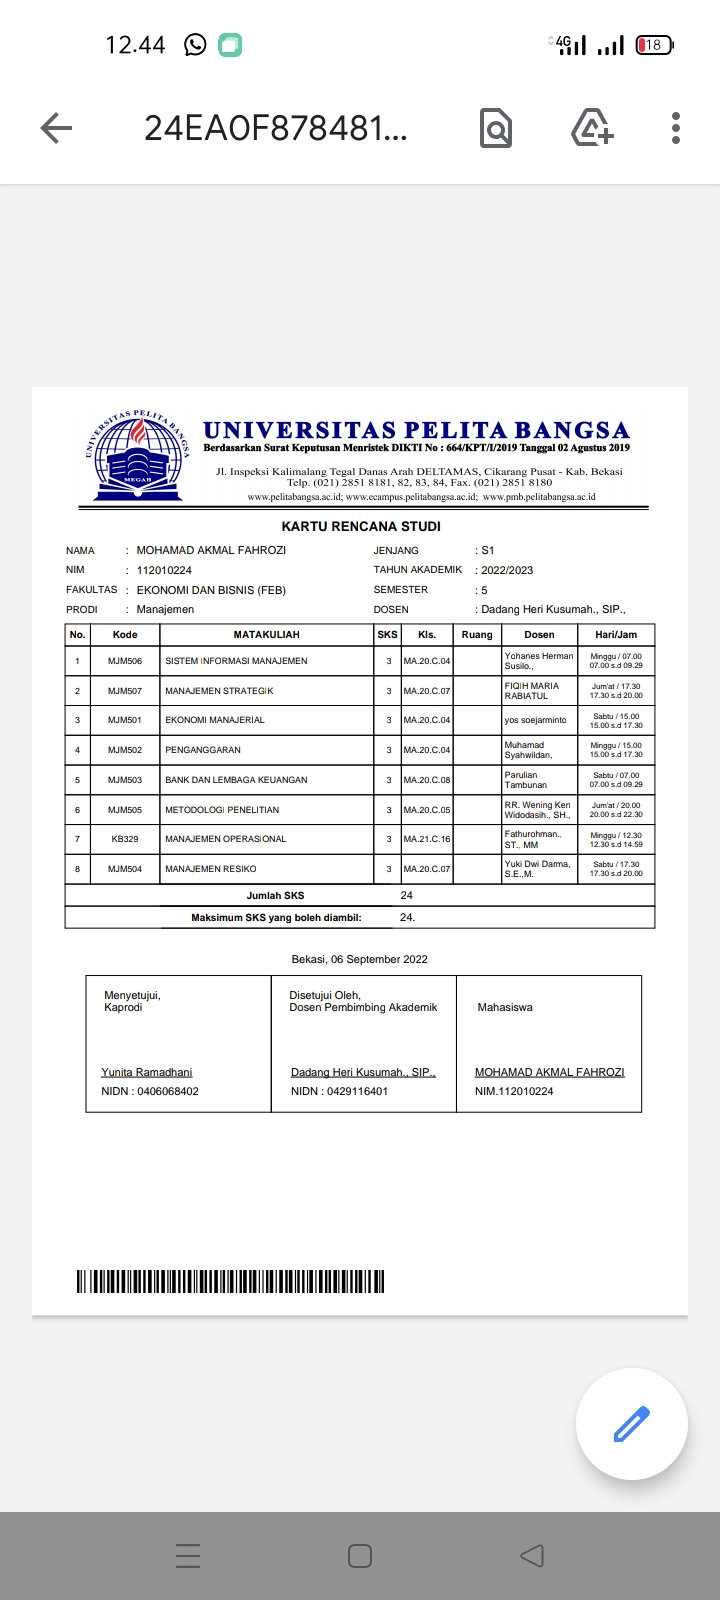 12.44
4G
18
24EA0F878481...
UNIVERSITAS PELITA BANGSA
MEGAH
UNIVERSITAS PELITA BANGSA
Berdasarkan Surat Keputusan Menristek DIKTI No : 664/KPT/I/2019 Tanggal 02 Agustus 2019
Jl. Inspeksi Kalimalang Tegal Danas Arah DELTAMAS, Cikarang Pusat - Kab. Bekasi
Telp. (021) 2851 8181, 82, 83, 84, Fax. (021) 2851 8180
www.pelitabangsa.ac.id; www.ecampus.pelitabangsa.ac.id; www.pmb.pelitabangsa.ac.id
KARTU RENCANA STUDI
NAMA : MOHAMAD AKMAL FAHROZI JENJANG : S1
NIM : 112010224 TAHUN AKADEMIK : 2022/2023
FAKULTAS : EKONOMI DAN BISNIS (FEB) SEMESTER : 5
PRODI : Manajemen DOSEN : Dadang Heri Kusumah., SIP.,
No. Kode MATAKULIAH SKS Kls. Ruang Dosen Hari/Jam
1 MJM506 SISTEM INFORMASI MANAJEMEN 3 MA.20.C.04 Yohanes Herman Susilo., Minggu / 07.00 07.00 s.d 09.29
2 MJM507 MANAJEMEN STRATEGIK 3 MA.20.C.07 FIQIH MARIA RABIATUL Jum'at / 17.30 17.30 s.d 20.00
3 MJM501 EKONOMI MANAJERIAL 3 MA.20.C.04 yos soejarminto Sabtu / 15.00 15.00 s.d 17.30
4 MJM502 PENGANGGARAN 3 MA.20.C.04 Muhamad Syahwildan, Minggu / 15.00 15.00 s.d 17.30
5 MJM503 BANK DAN LEMBAGA KEUANGAN 3 MA.20.C.08 Parulian Tambunan Sabtu / 07.00 07.00 s.d 09.29
6 MJM505 METODOLOGI PENELITIAN 3 MA.20.C.05 RR. Wening Ken Widodasih., SH., Jum'at / 20.00 20.00 s.d 22.30
7 KB329 MANAJEMEN OPERASIONAL 3 MA.21.C.16 Fathurohman., ST., MM Minggu / 12.30 12.30 s.d 14.59
8 MJM504 MANAJEMEN RESIKO 3 MA.20.C.07 Yuki Dwi Darma, S.E.,M. Sabtu / 17.30 17.30 s.d 20.00
Jumlah SKS 24
Maksimum SKS yang boleh diambil: 24.
Bekasi, 06 September 2022
Menyetujui,
Kaprodi
Yunita Ramadhani
NIDN : 0406068402
Disetujui Oleh,
Dosen Pembimbing Akademik
Dadang Heri Kusumah., SIP.,
NIDN : 0429116401
Mahasiswa
MOHAMAD AKMAL FAHROZI
NIM.112010224